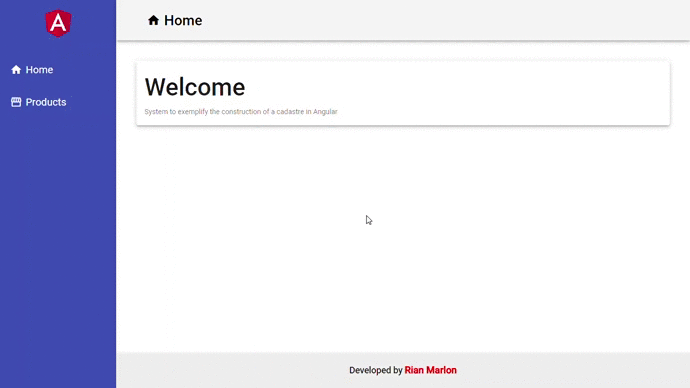 A
Home
Home
Products
Welcome
System to exemplify the construction of a cadastre in Angular
Developed by Rian Marlon